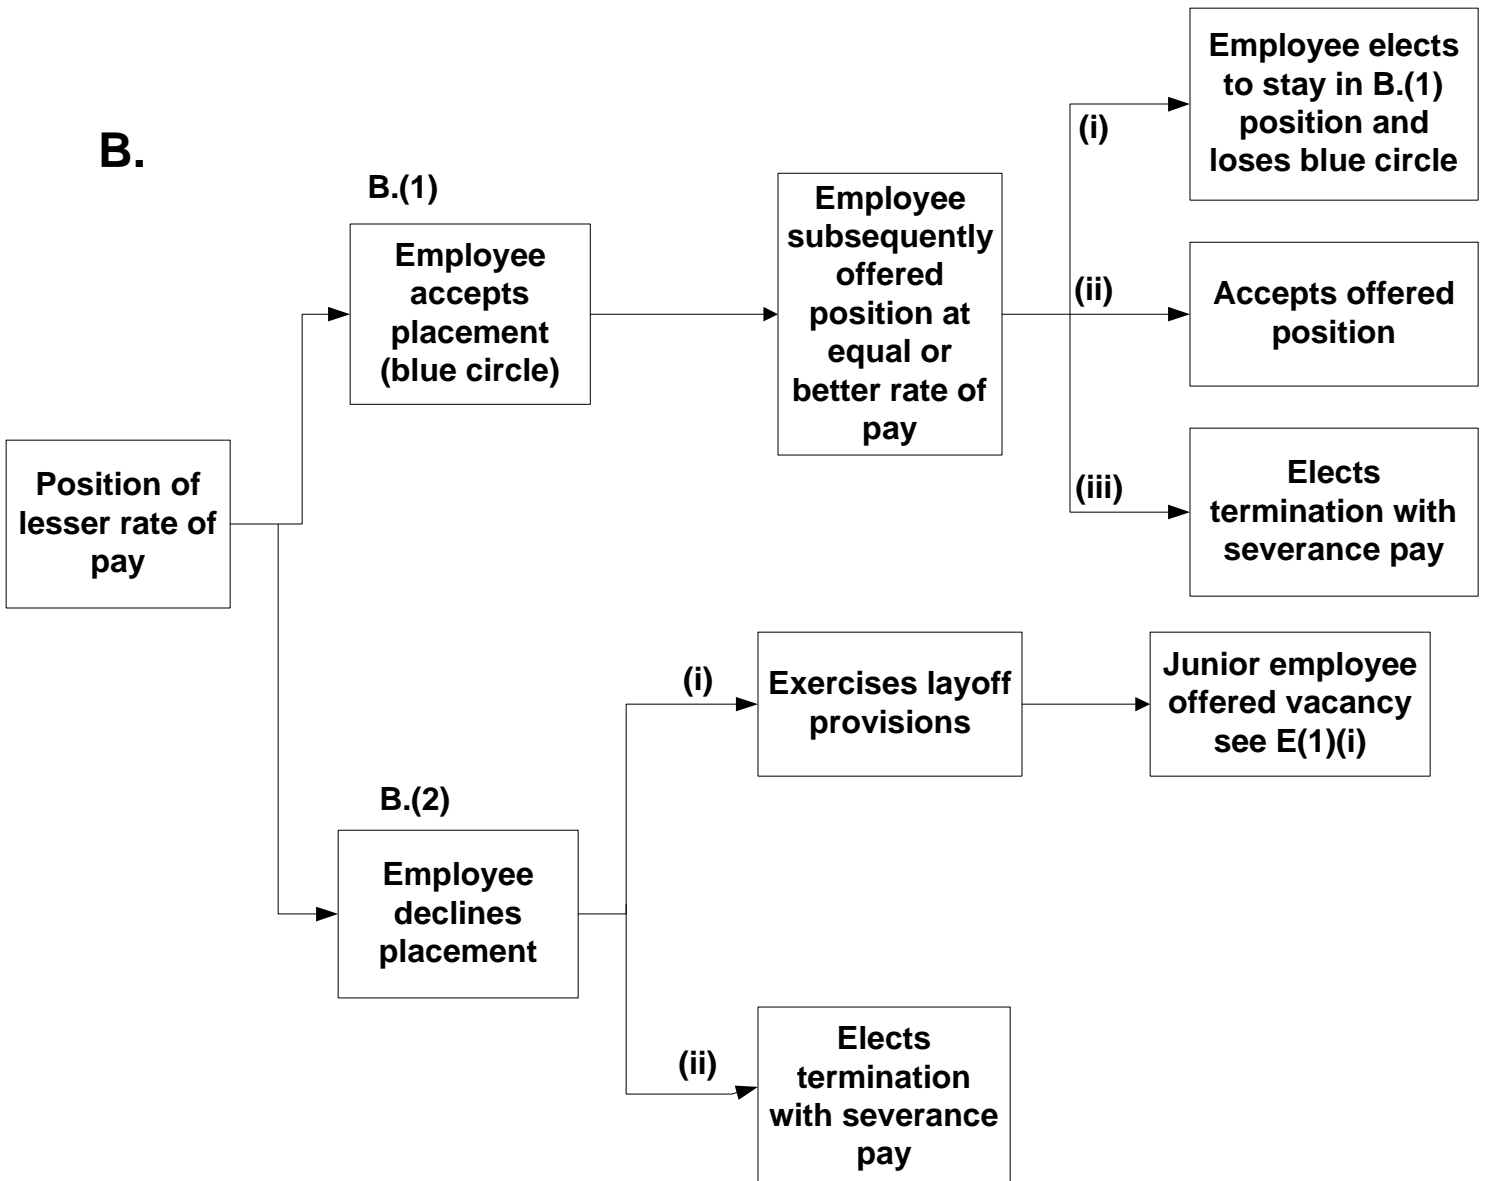 B.
Position of
lesser rate of
pay
B.(1)
Employee
accepts
placement
(blue circle)
Employee
subsequently
offered
position at
equal or
better rate of
pay
(i)
Employee elects
to stay in B.(1)
position and
loses blue circle
(ii)
Accepts offered
position
(iii)
Elects
termination with
severance pay
B.(2)
Employee
declines
placement
(i)
Exercises layoff
provisions
Junior employee
offered vacancy
see E(1)(i)
(ii)
Elects
termination
with severance
pay